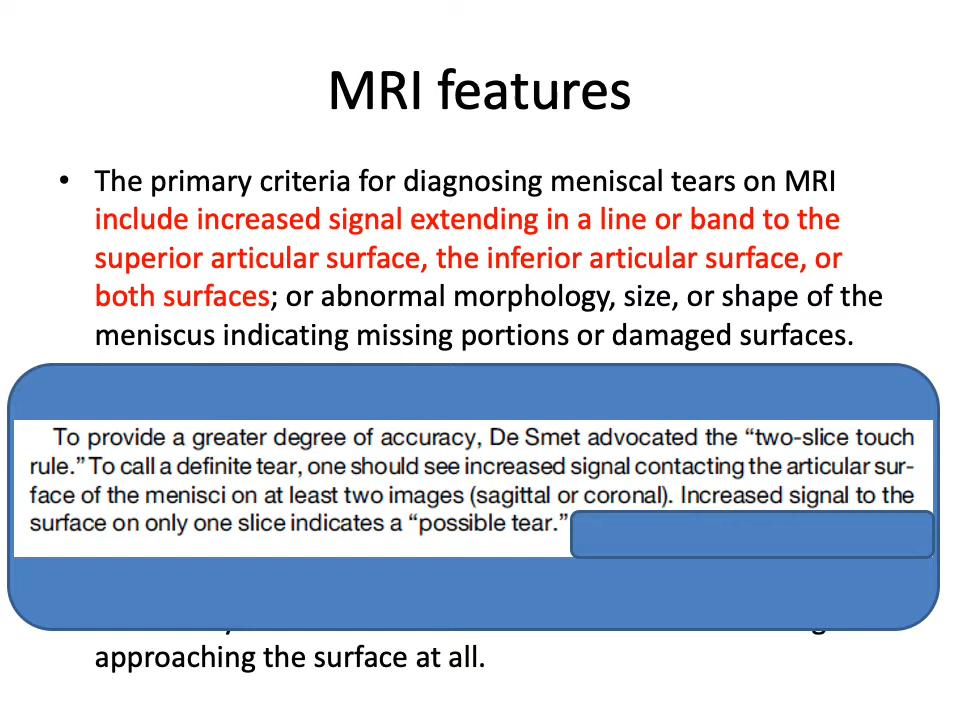 MRI features
• The primary criteria for diagnosing meniscal tears on MRI
include increased signal extending in a line or band to the
superior articular surface, the inferior articular surface, or
both surfaces; or abnormal morphology, size, or shape of the
meniscus indicating missing portions or damaged surfaces.
To provide a greater degree of accuracy, De Smet advocated the “two-slice touch
rule.” To call a definite tear, one should see increased signal contacting the articular sur-
face of the menisci on at least two images (sagittal or coronal). Increased signal to the
surface on only one slice indicates a “possible tear.”
approaching the surface at all.